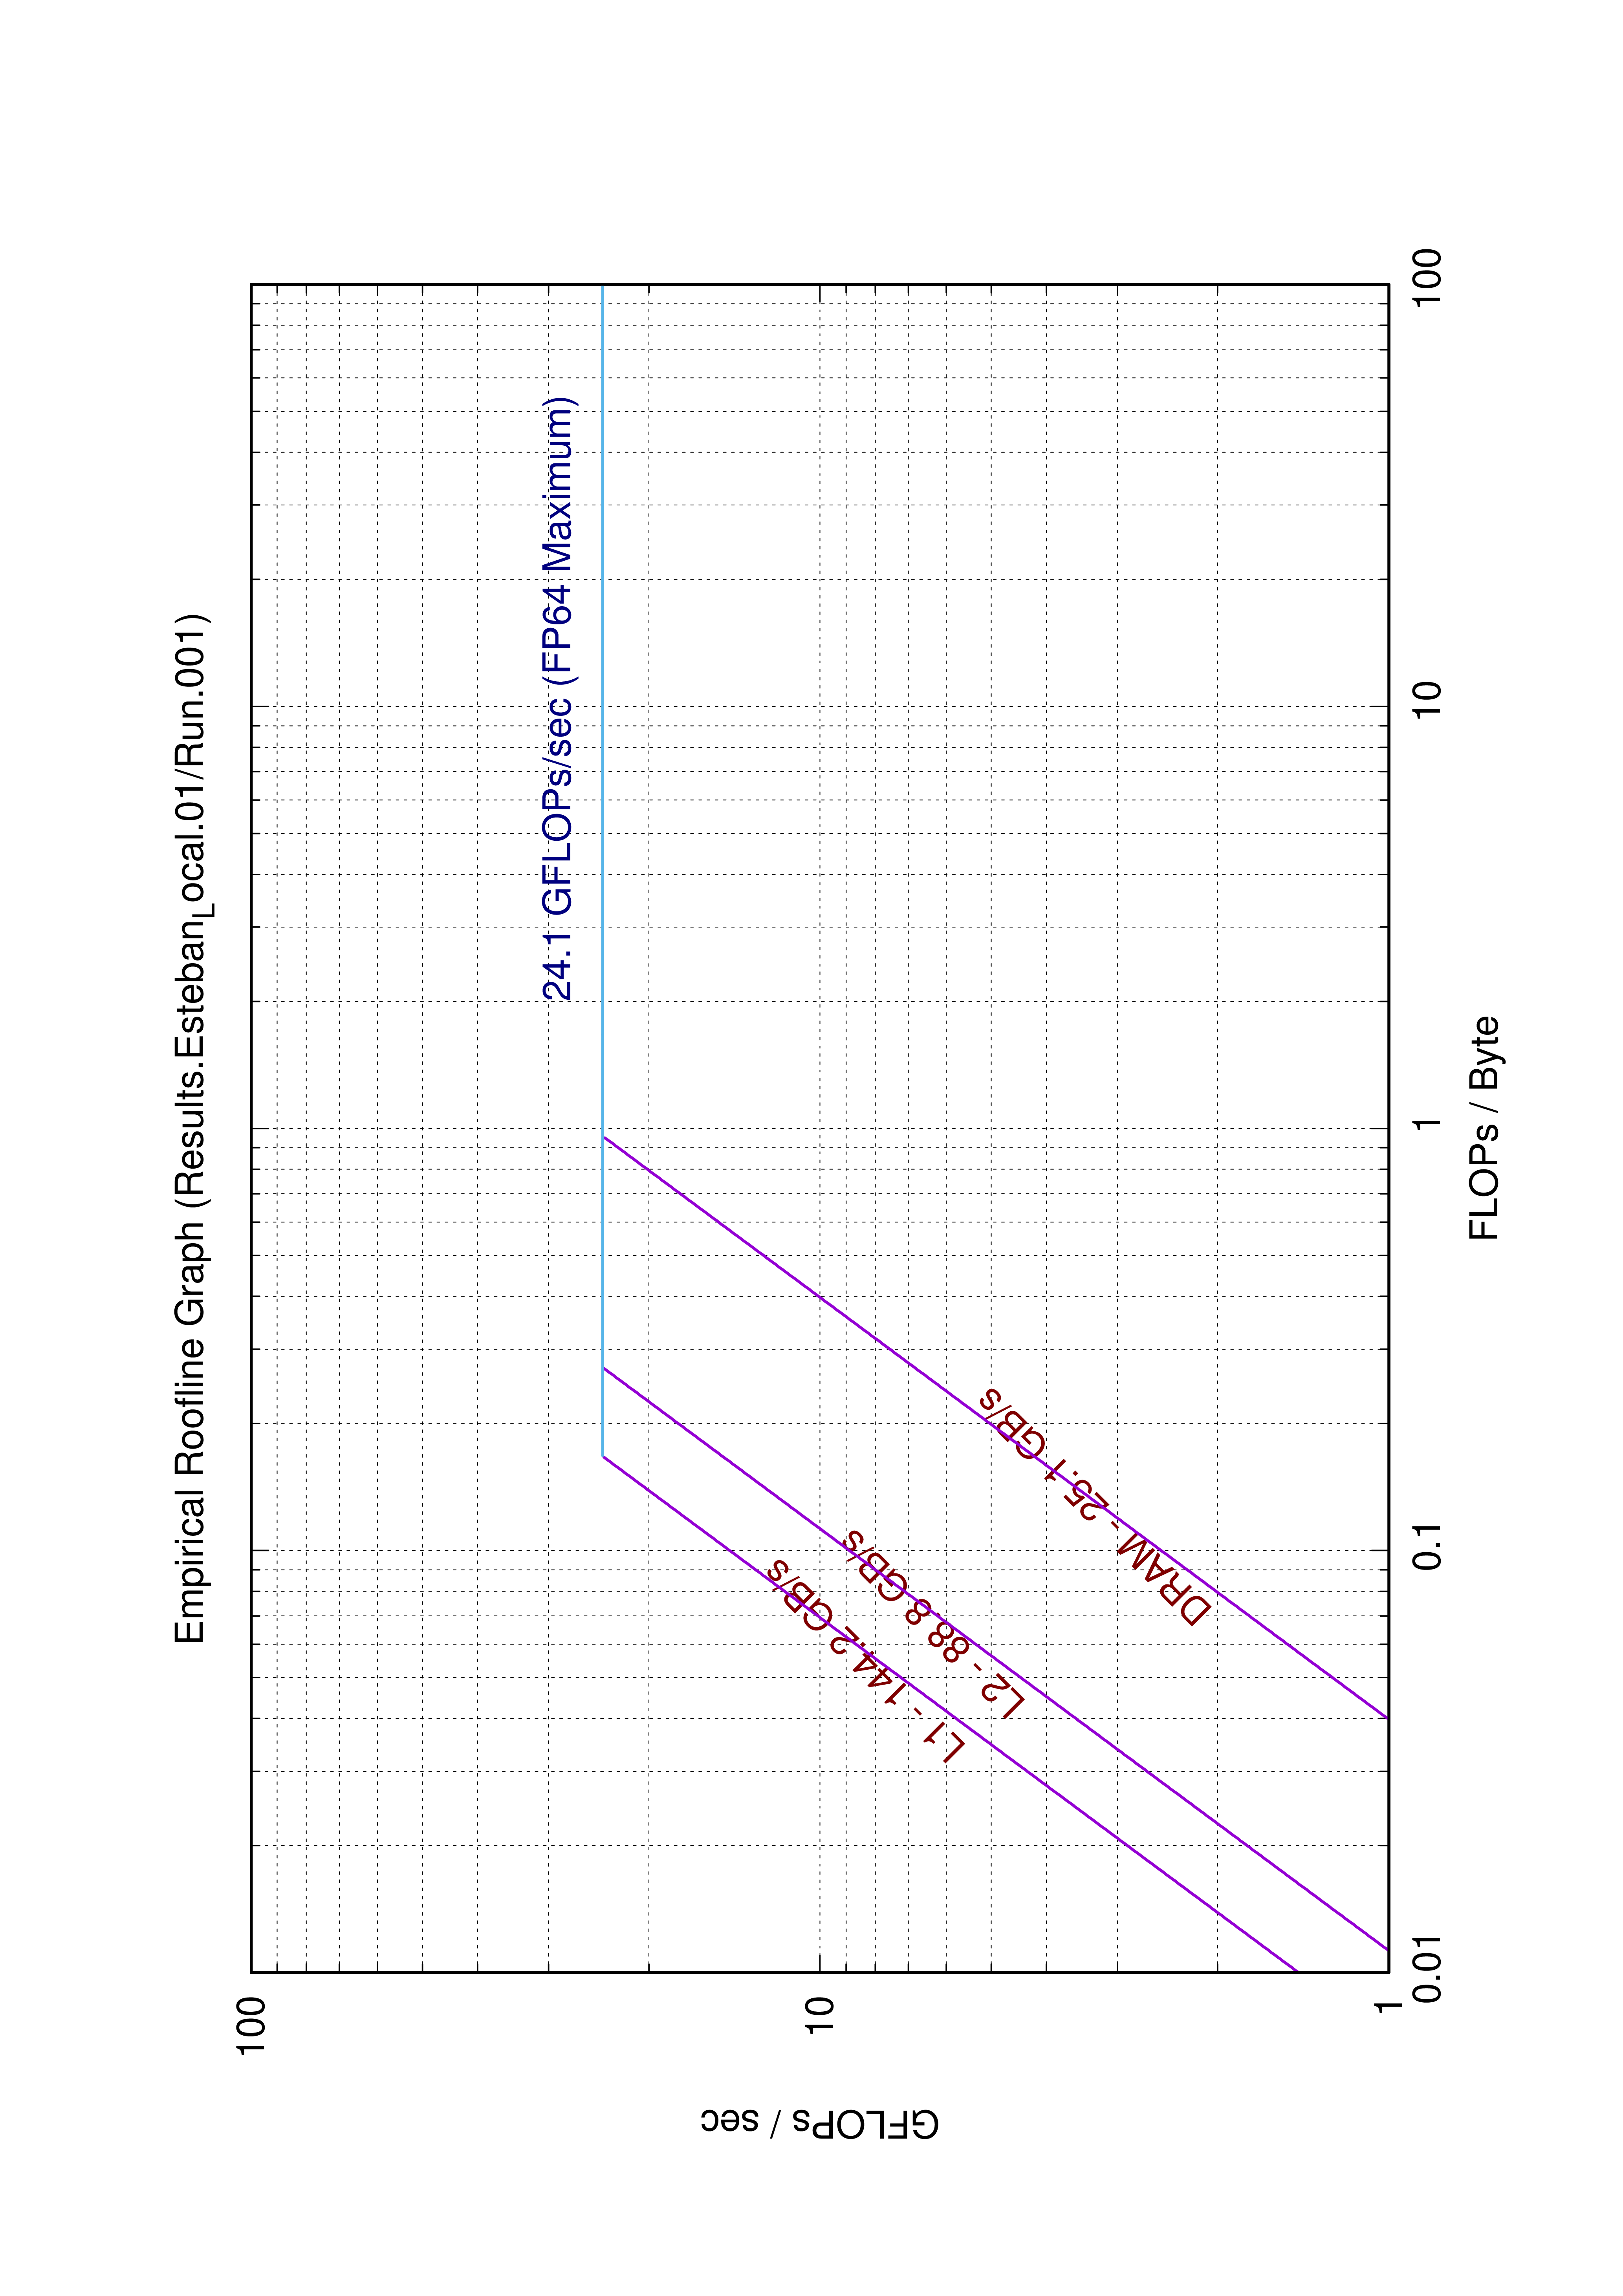 Empirical Roofline Graph (Results.Esteban_Local.01/Run.001)
100
10
1
GFLOPs / sec
24.1 GFLOPs/sec (FP64 Maximum)
L1 - 144.2 GB/s
L2 - 88.8 GB/s
DRAM - 25.1 GB/s
0.01
0.1
1
10
100
FLOPs / Byte